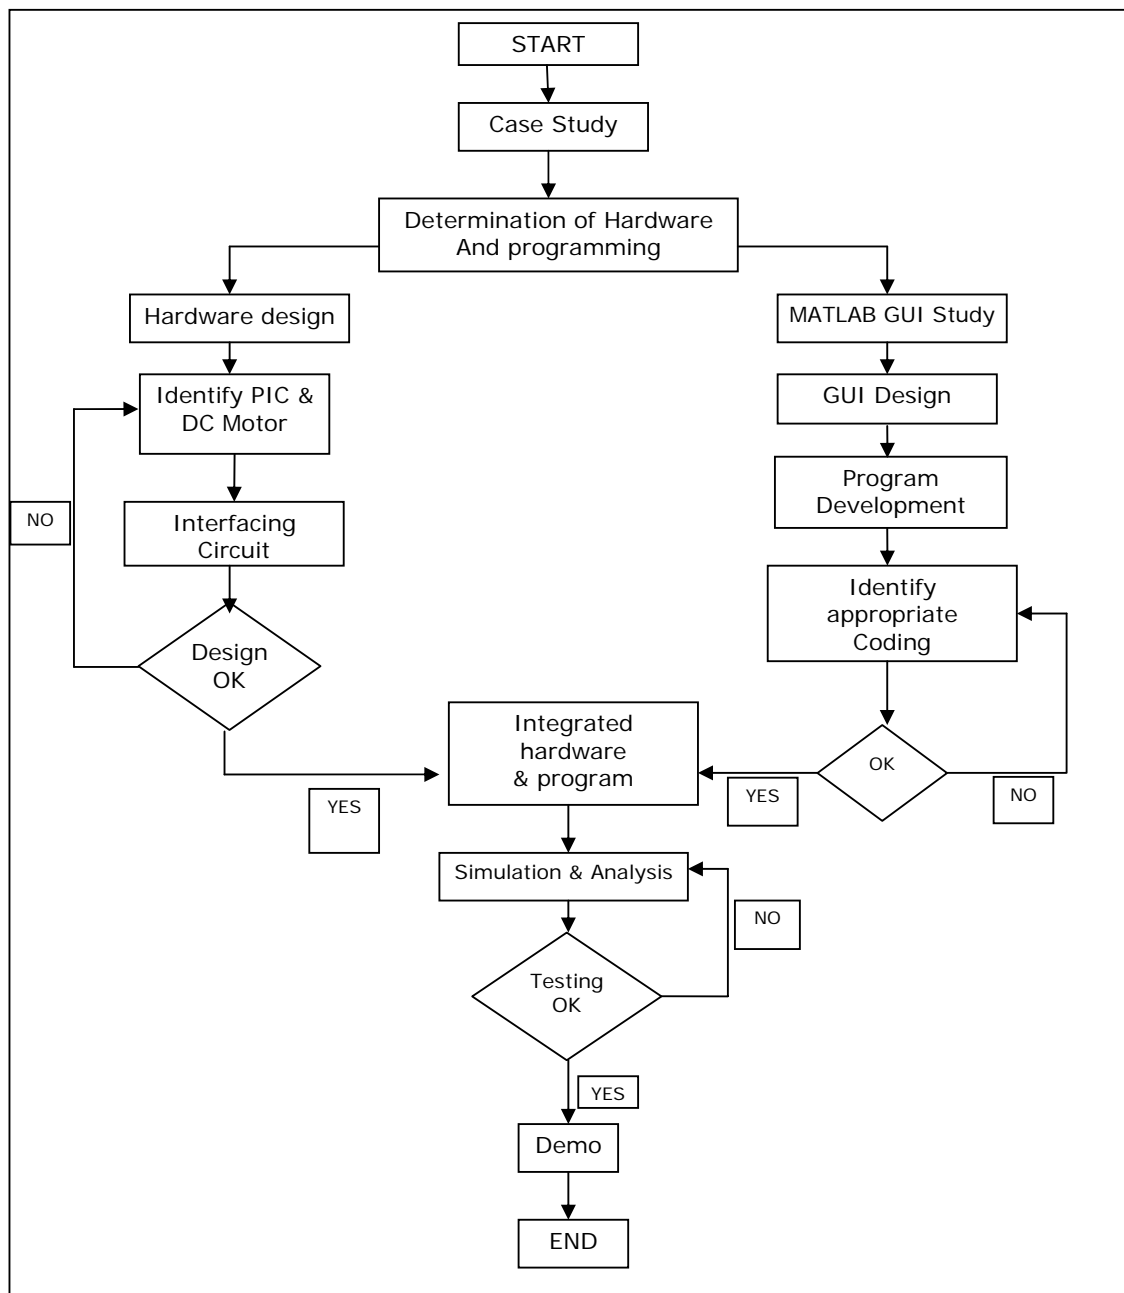 START
Case Study
Determination of Hardware
And programming
Hardware design
MATLAB GUI Study
Identify PIC &
DC Motor
GUI Design
Program
Development
NO
Interfacing
Circuit
Identify
appropriate
Coding
Design
OK
Integrated
hardware
& program
OK
YES
YES
NO
Simulation & Analysis
NO
Testing
OK
YES
Demo
END